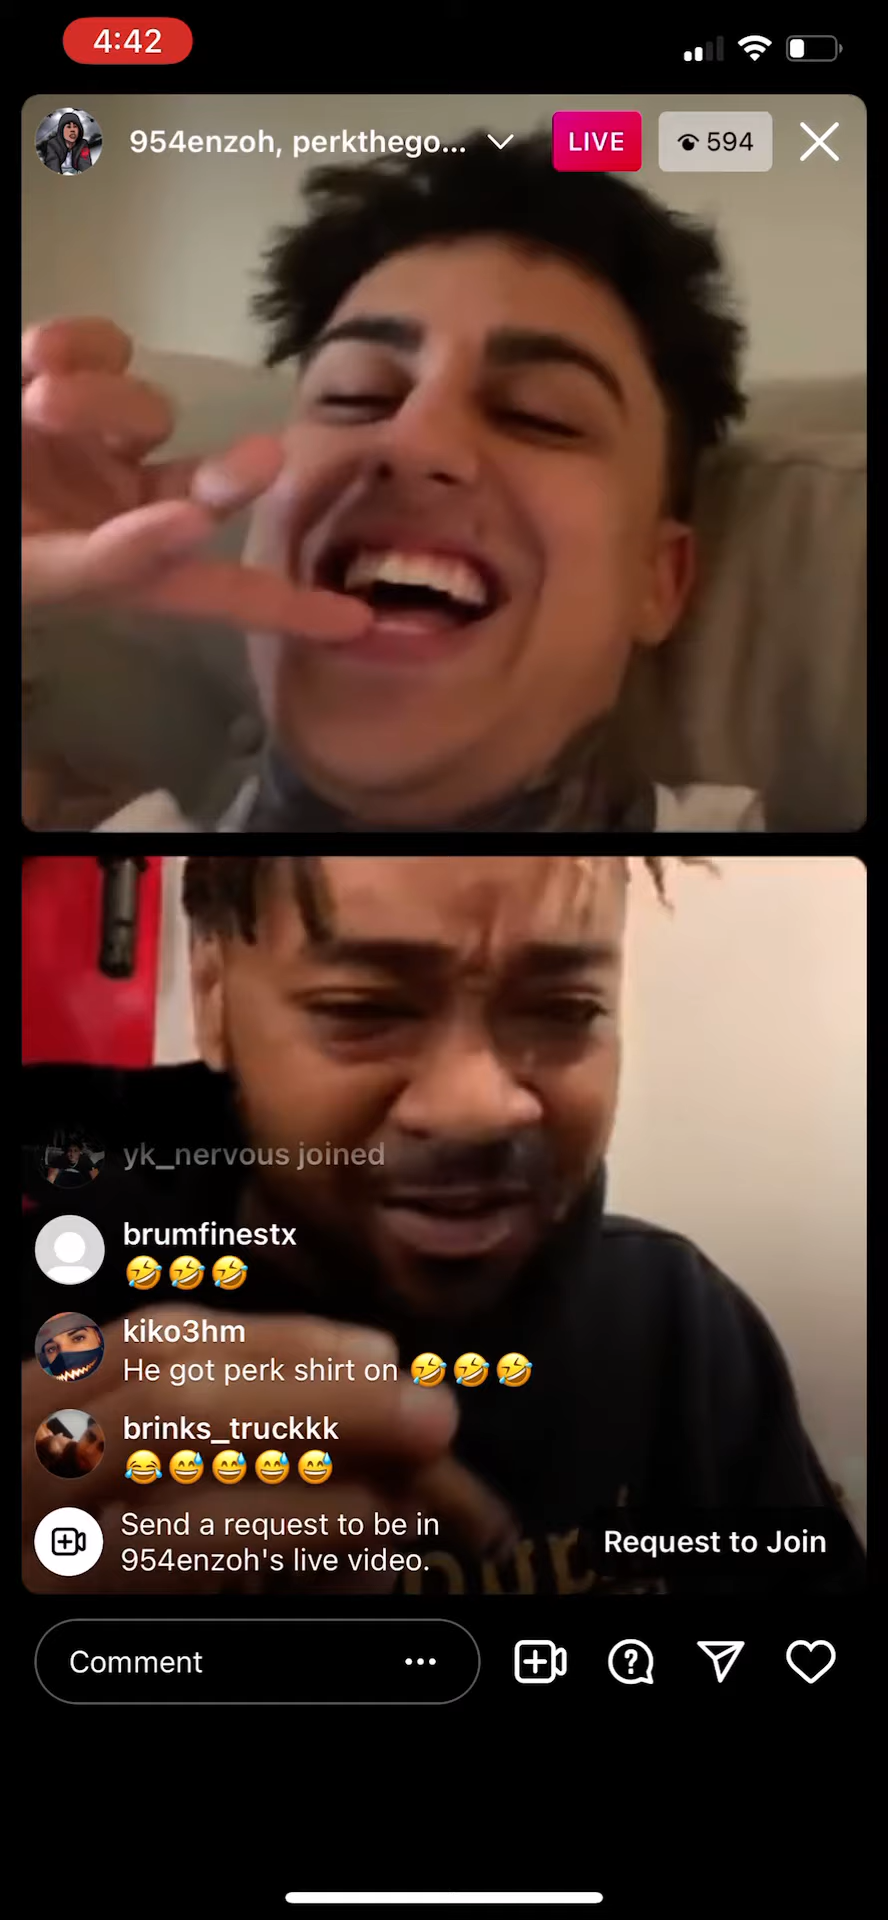 4:42
954enzoh, perkthego...
LIVE
594
yk_nervous joined
brumfinestx
🤣🤣🤣
kiko3hm
He got perk shirt on 🤣🤣🤣
brinks_truckkk
😂😅😅😅😅
Send a request to be in
954enzoh's live video.
Request to Join
Comment